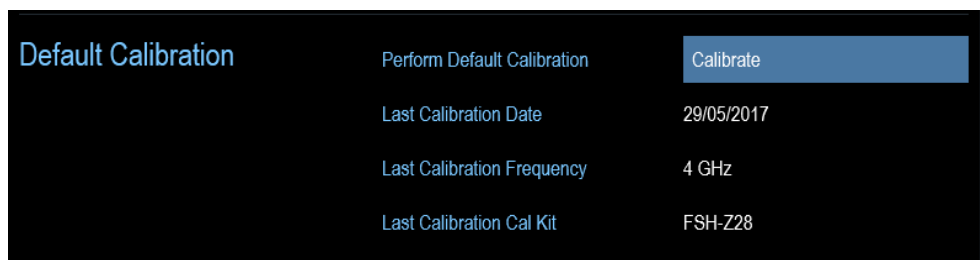 Default Calibration
Perform Default Calibration Calibrate
Last Calibration Date 29/05/2017
Last Calibration Frequency 4 GHz
Last Calibration Cal Kit FSH-Z28